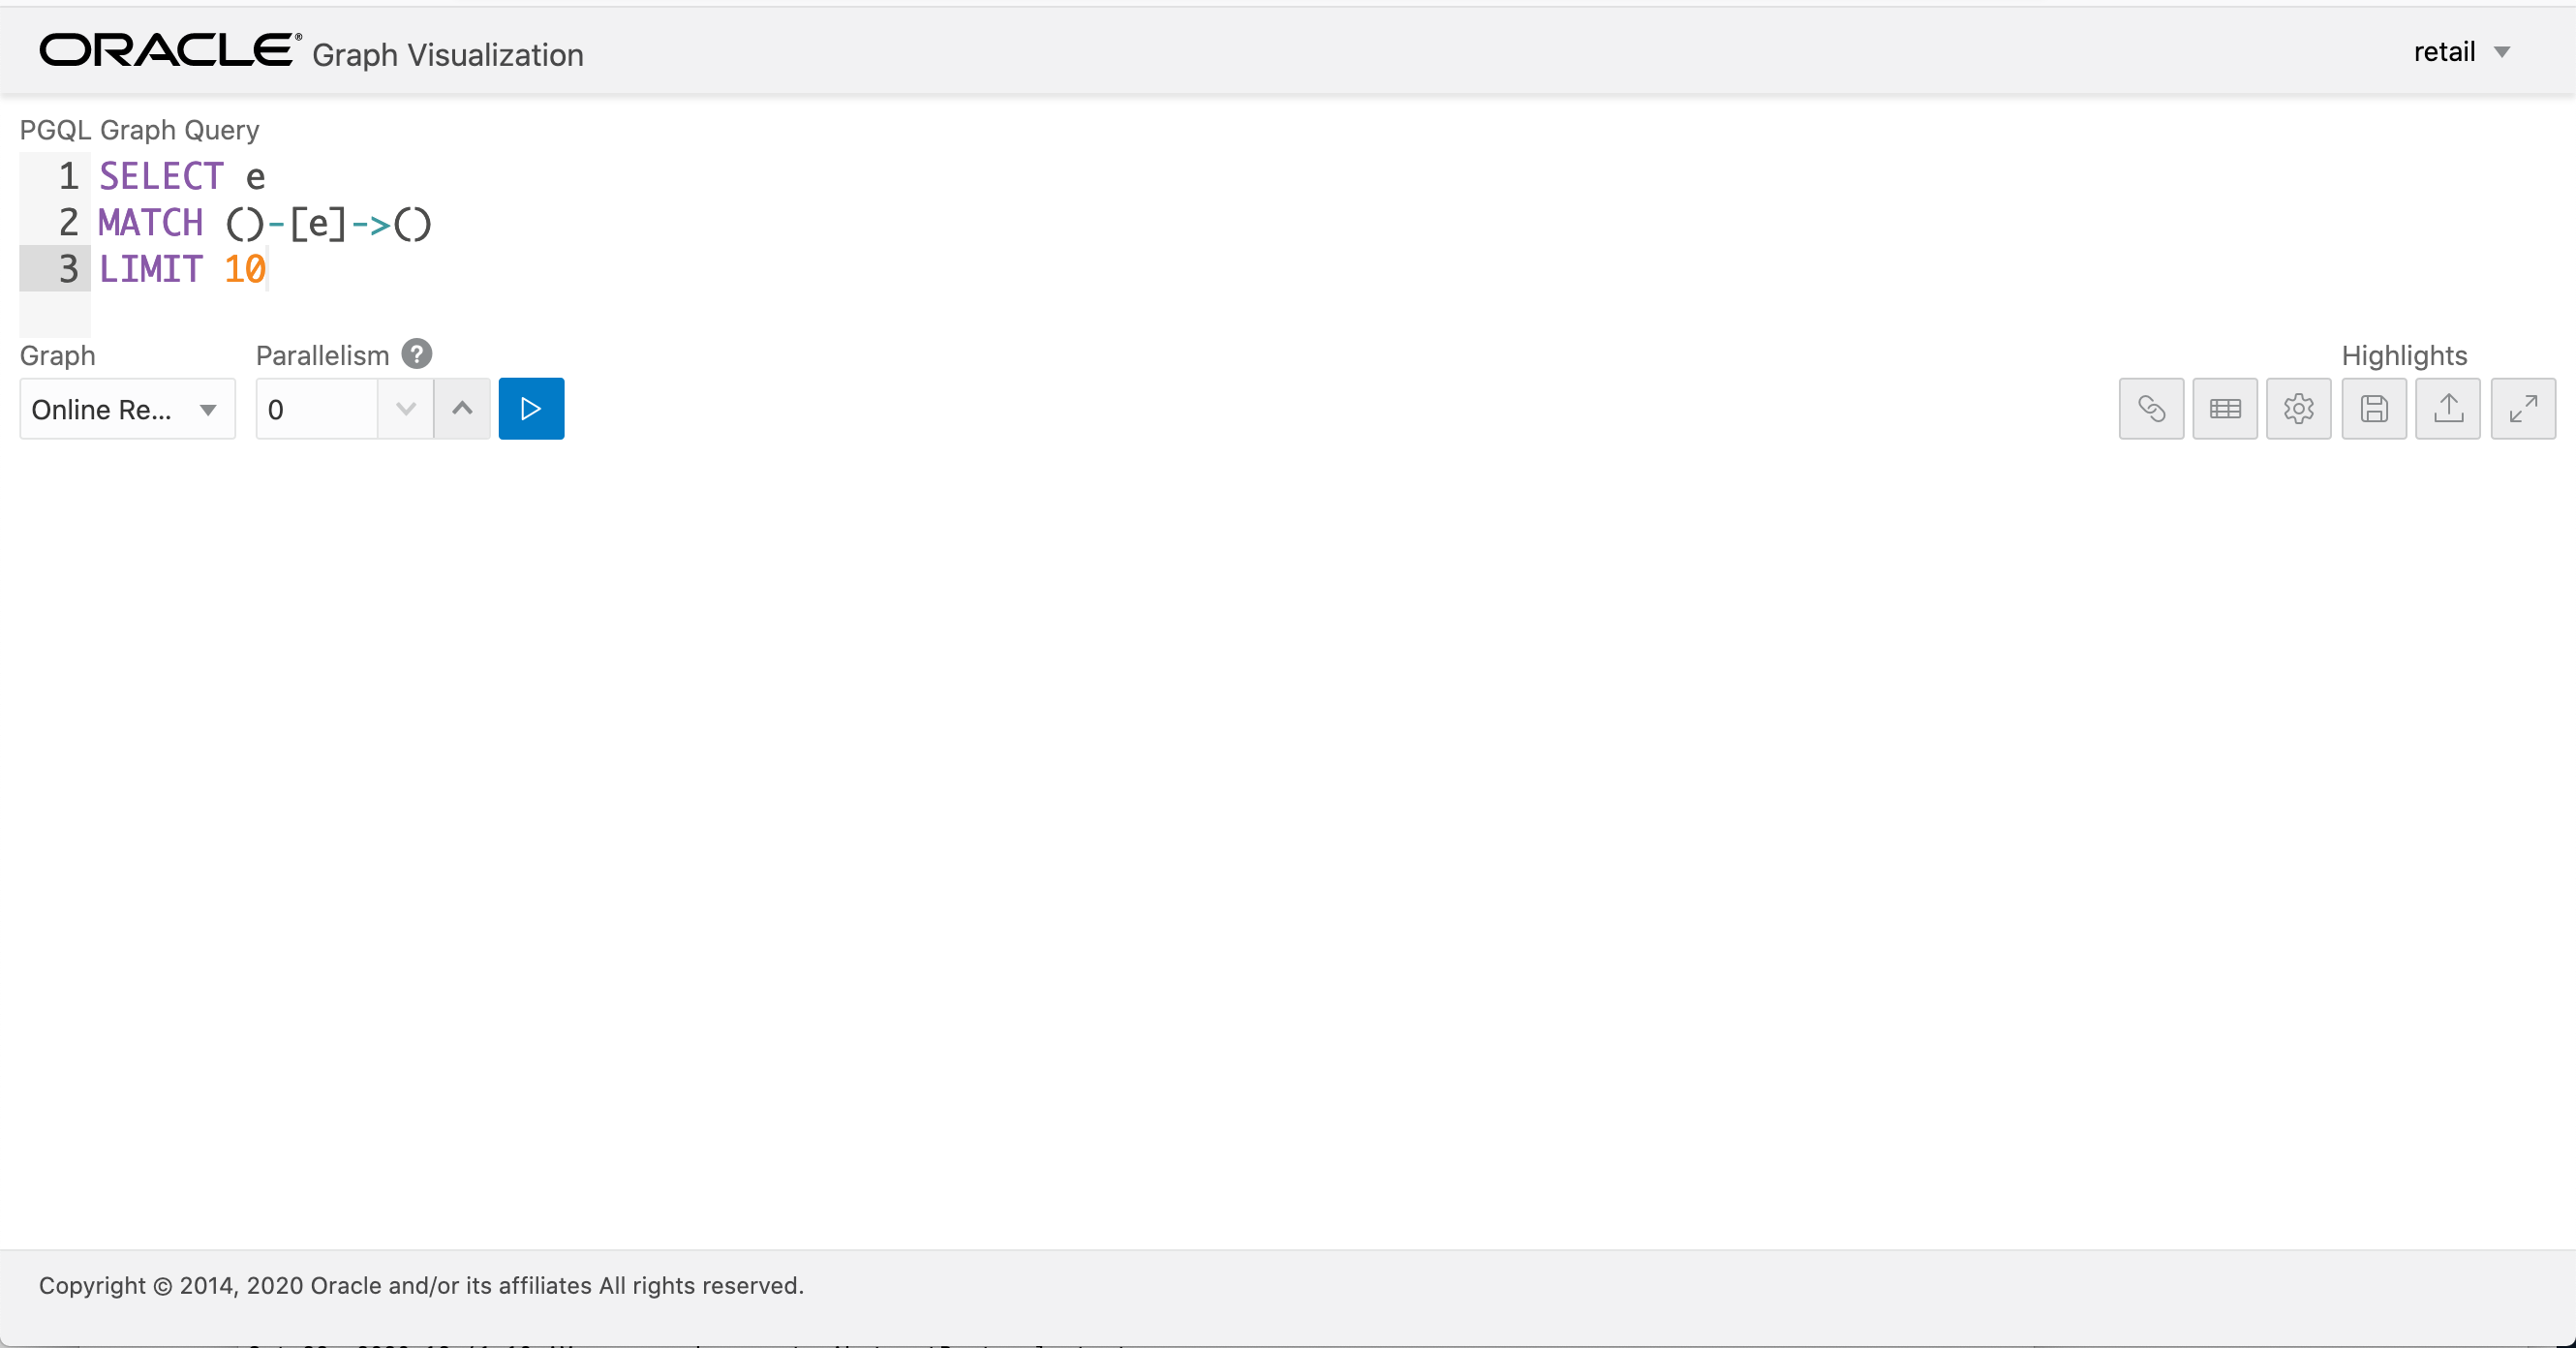 ORACLE® Graph Visualization
retail
PGQL Graph Query
1 SELECT e
2 MATCH ()-[e]->()
3 LIMIT 10
Graph
Parallelism ?
Highlights
Online Re...
0
Copyright © 2014, 2020 Oracle and/or its affiliates All rights reserved.